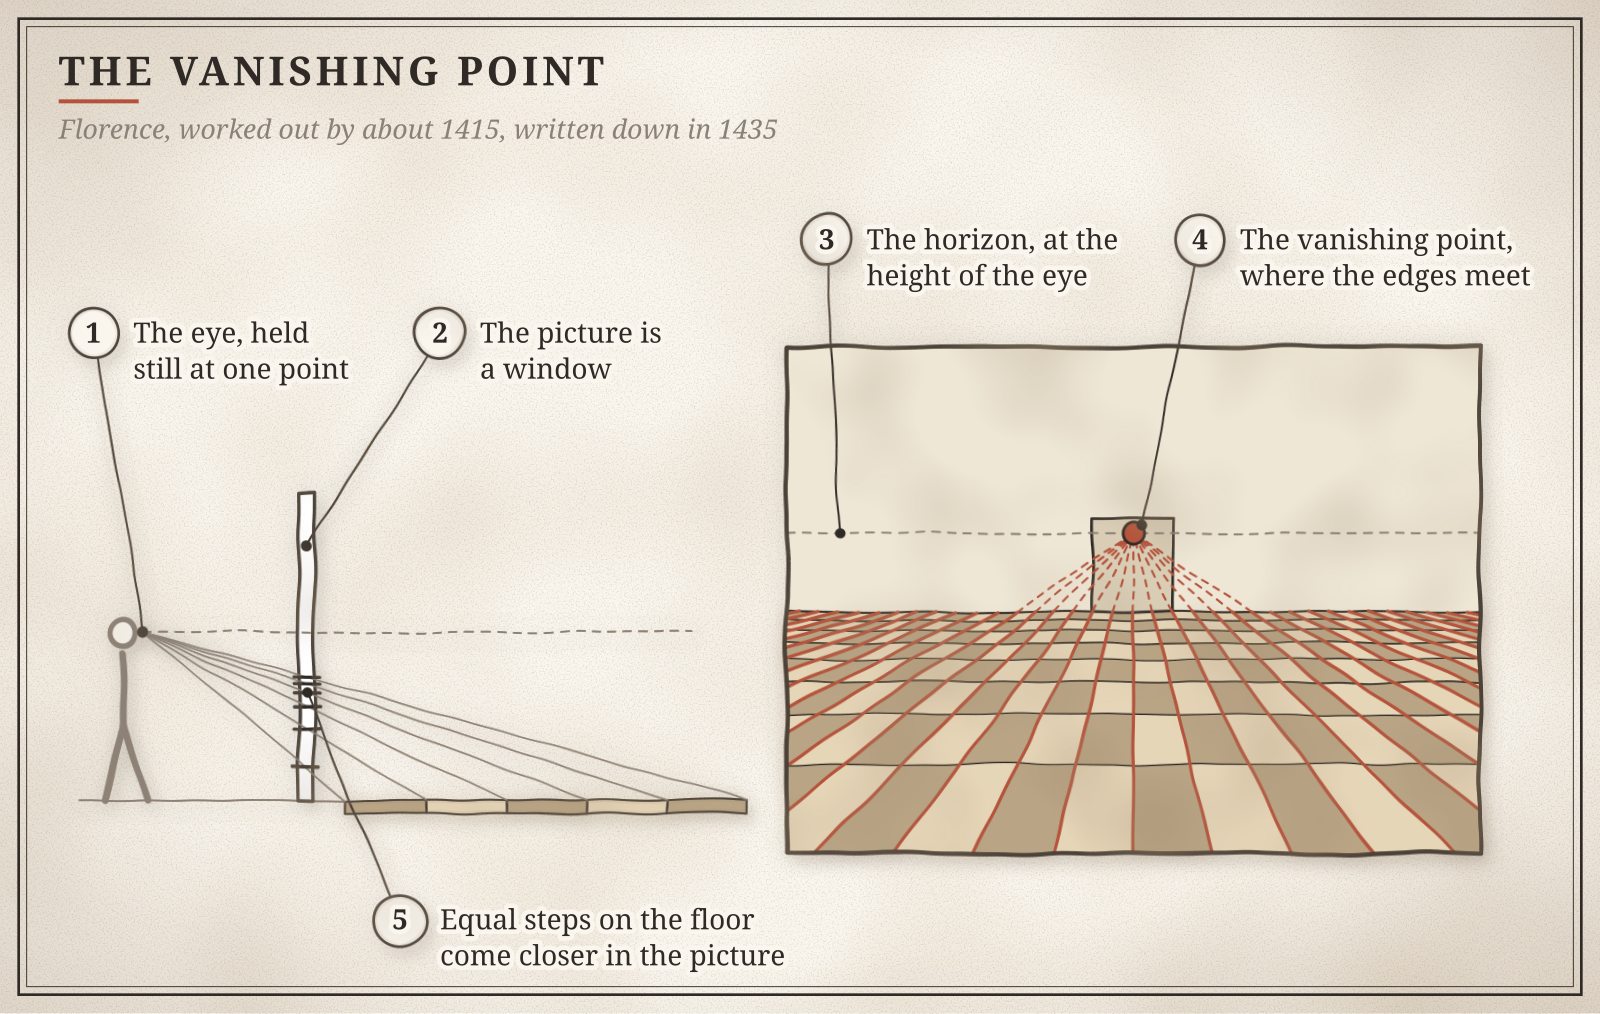 THE VANISHING POINT
Florence, worked out by about 1415, written down in 1435
1
The eye, held
still at one point
2
The picture is
a window
3
The horizon, at the
height of the eye
4
The vanishing point,
where the edges meet
5
Equal steps on the floor
come closer in the picture